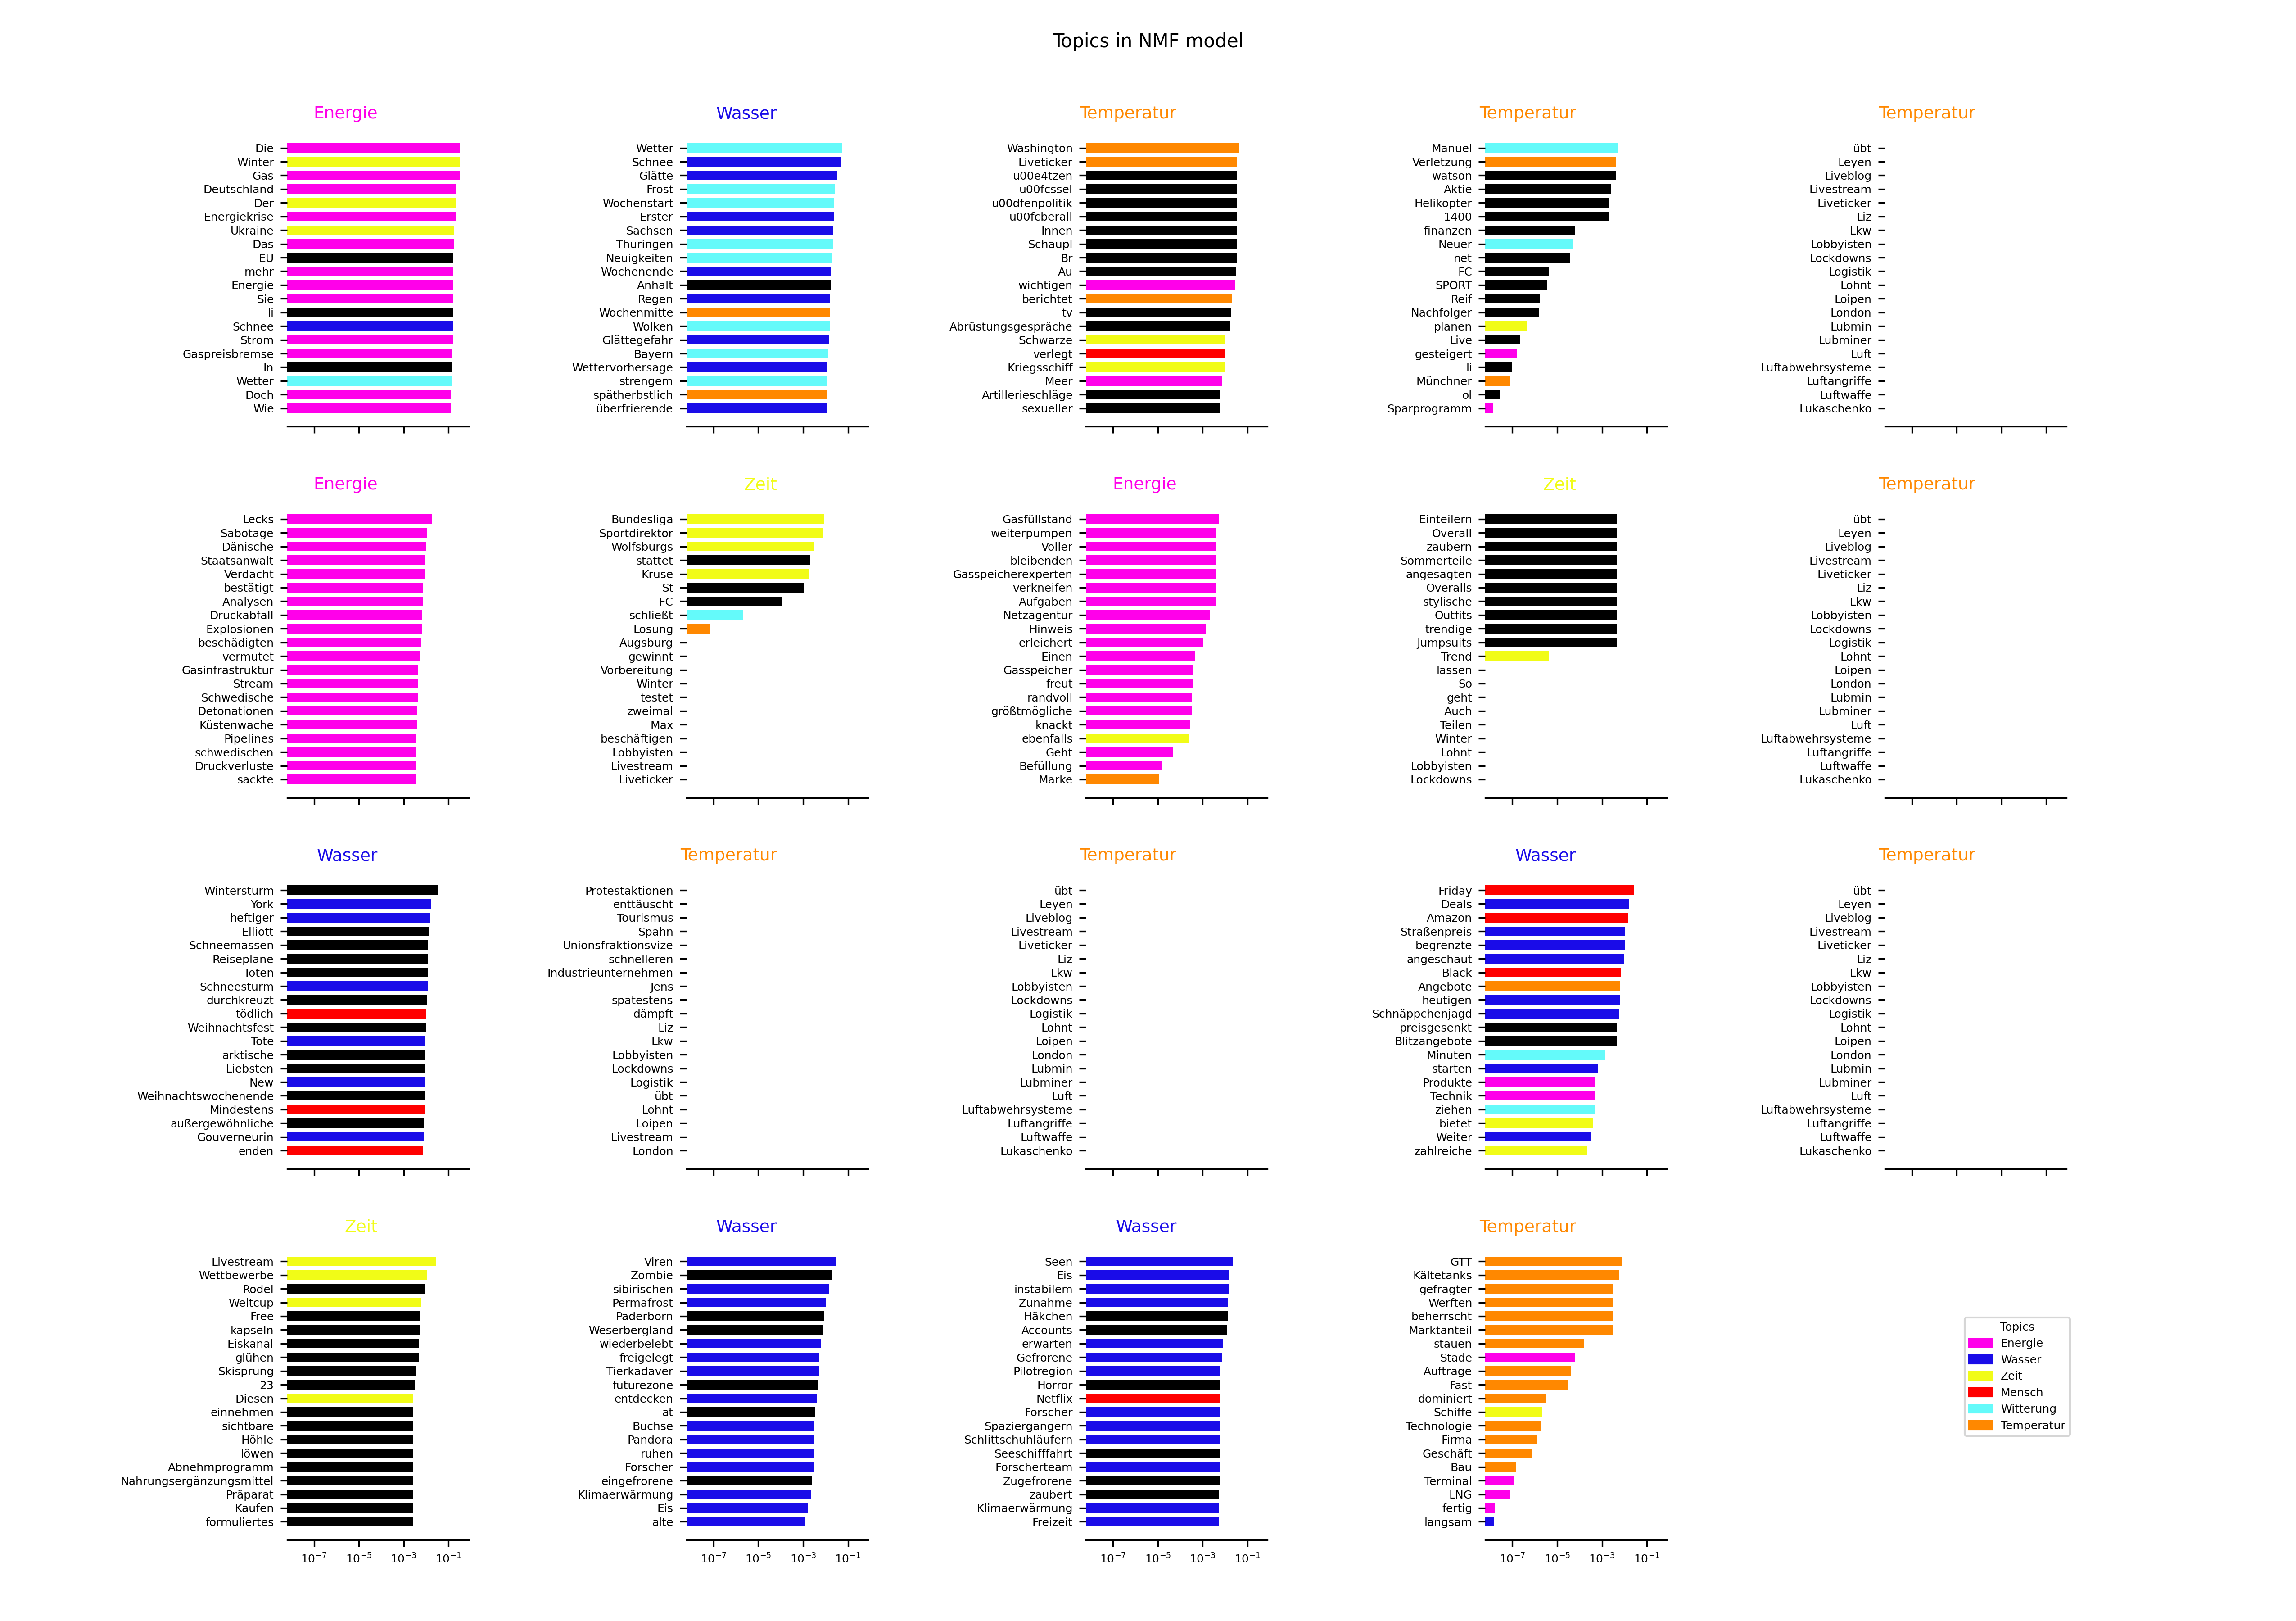 Topics in NMF model
Energie
Die
Winter
Gas
Deutschland
Der
Energiekrise
Ukraine
Das
EU
mehr
Energie
Sie
li
Schnee
Strom
Gaspreisbremse
In
Wetter
Doch
Wie
Wasser
Wetter
Schnee
Glätte
Frost
Wochenstart
Erster
Sachsen
Thüringen
Neuigkeiten
Wochenende
Anhalt
Regen
Wochenmitte
Wolken
Glättegefahr
Bayern
Wettervorhersage
strengem
spätherbstlich
überfrierende
Temperatur
Washington
Liveticker
u00e4tzen
u00fcssel
u00dfenpolitik
u00fcberall
Innen
Schaupl
Br
Au
wichtigen
berichtet
tv
Abrüstungsgespräche
Schwarze
verlegt
Kriegsschiff
Meer
Artillerieschläge
sexueller
Temperatur
Manuel
Verletzung
watson
Aktie
Helikopter
1400
finanzen
Neuer
net
FC
SPORT
Reif
Nachfolger
planen
Live
gesteigert
li
Münchner
ol
Sparprogramm
Temperatur
übt
Leyen
Liveblog
Livestream
Liveticker
Liz
Lkw
Lobbyisten
Lockdowns
Logistik
Lohnt
Loipen
London
Lubmin
Lubminer
Luft
Luftabwehrsysteme
Luftangriffe
Luftwaffe
Lukaschenko
Energie
Lecks
Sabotage
Dänische
Staatsanwalt
Verdacht
bestätigt
Analysen
Druckabfall
Explosionen
beschädigten
vermutet
Gasinfrastruktur
Stream
Schwedische
Detonationen
Küstenwache
Pipelines
schwedischen
Druckverluste
sackte
Zeit
Bundesliga
Sportdirektor
Wolfsburgs
stattet
Kruse
St
FC
schließt
Lösung
Augsburg
gewinnt
Vorbereitung
Winter
testet
zweimal
Max
beschäftigen
Lobbyisten
Livestream
Liveticker
Energie
Gasfüllstand
weiterpumpen
Voller
bleibenden
Gasspeicherexperten
verkneifen
Aufgaben
Netzagentur
Hinweis
erleichert
Einen
Gasspeicher
freut
randvoll
größtmögliche
knackt
ebenfalls
Geht
Befüllung
Marke
Zeit
Einteilern
Overall
zaubern
Sommerteile
angesagten
Overalls
stylische
Outfits
trendige
Jumpsuits
Trend
lassen
So
geht
Auch
Teilen
Winter
Lohnt
Lobbyisten
Lockdowns
Temperatur
übt
Leyen
Liveblog
Livestream
Liveticker
Liz
Lkw
Lobbyisten
Lockdowns
Logistik
Lohnt
Loipen
London
Lubmin
Lubminer
Luft
Luftabwehrsysteme
Luftangriffe
Luftwaffe
Lukaschenko
Wasser
Wintersturm
York
heftiger
Elliott
Schneemassen
Reisepläne
Toten
Schneesturm
durchkreuzt
tödlich
Weihnachtsfest
Tote
arktische
Liebsten
New
Weihnachtswochenende
Mindestens
außergewöhnliche
Gouverneurin
enden
Temperatur
Protestaktionen
enttäuscht
Tourismus
Spahn
Unionsfraktionsvize
schnelleren
Industrieunternehmen
Jens
spätestens
dämpft
Liz
Lkw
Lobbyisten
Lockdowns
Logistik
übt
Lohnt
Loipen
Livestream
London
Temperatur
übt
Leyen
Liveblog
Livestream
Liveticker
Liz
Lkw
Lobbyisten
Lockdowns
Logistik
Lohnt
Loipen
London
Lubmin
Lubminer
Luft
Luftabwehrsysteme
Luftangriffe
Luftwaffe
Lukaschenko
Wasser
Friday
Deals
Amazon
Straßenpreis
begrenzte
angeschaut
Black
Angebote
heutigen
Schnäppchenjagd
preisgesenkt
Blitzangebote
Minuten
starten
Produkte
Technik
ziehen
bietet
Weiter
zahlreiche
Temperatur
übt
Leyen
Liveblog
Livestream
Liveticker
Liz
Lkw
Lobbyisten
Lockdowns
Logistik
Lohnt
Loipen
London
Lubmin
Lubminer
Luft
Luftabwehrsysteme
Luftangriffe
Luftwaffe
Lukaschenko
Zeit
Livestream
Wettbewerbe
Rodel
Weltcup
Free
kapseln
Eiskanal
glühen
Skisprung
23
Diesen
einnehmen
sichtbare
Höhle
löwen
Abnehmprogramm
Nahrungsergänzungsmittel
Präparat
Kaufen
formuliertes
10⁻⁷ 10⁻⁵ 10⁻³ 10⁻¹
Wasser
Viren
Zombie
sibirischen
Permafrost
Paderborn
Weserbergland
wiederbelebt
freigelegt
Tierkadaver
futurezone
entdecken
at
Büchse
Pandora
ruhen
Forscher
eingefrorene
Klimaerwärmung
Eis
alte
10⁻⁷ 10⁻⁵ 10⁻³ 10⁻¹
Wasser
Seen
Eis
instabilem
Zunahme
Häkchen
Accounts
erwarten
Gefrorene
Pilotregion
Horror
Netflix
Forscher
Spaziergängern
Schlittschuhläufern
Seeschifffahrt
Forscherteam
Zugefrorene
zaubert
Klimaerwärmung
Freizeit
10⁻⁷ 10⁻⁵ 10⁻³ 10⁻¹
Temperatur
GTT
Kältetanks
gefragter
Werften
beherrscht
Marktanteil
stauen
Stade
Aufträge
Fast
dominiert
Schiffe
Technologie
Firma
Geschäft
Bau
Terminal
LNG
fertig
langsam
10⁻⁷ 10⁻⁵ 10⁻³ 10⁻¹
Topics
Energie
Wasser
Zeit
Mensch
Witterung
Temperatur